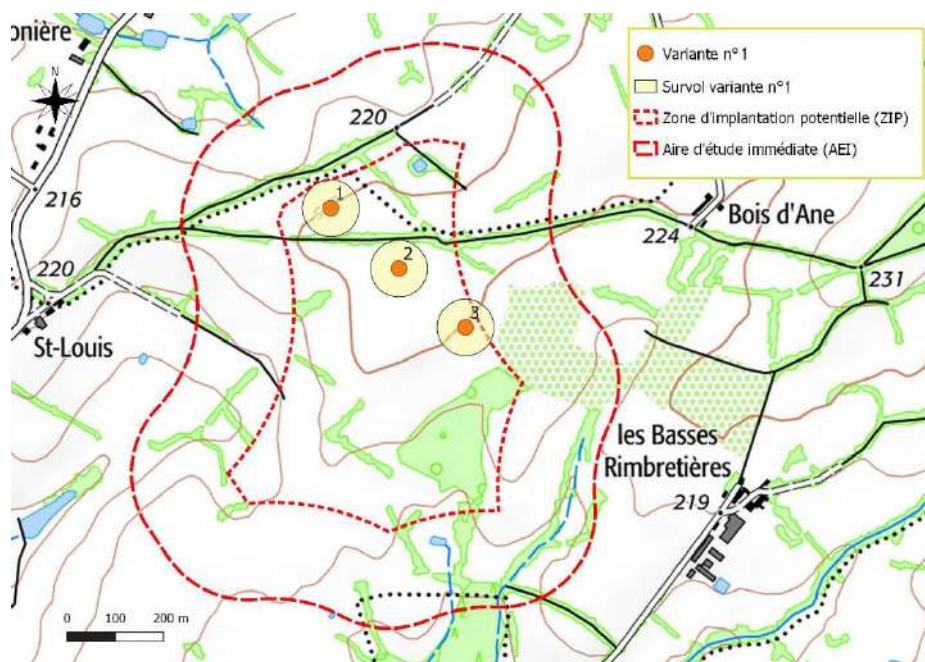 onière
N
Variante n°1
Survol variante n°1
Zone d'implantation potentielle (ZIP)
Aire d'étude immédiate (AEI)
220
216
1
Bois d'Ane
224
220
2
231
St-Louis
3
les Basses
Rimbretières
219
0 100 200 m